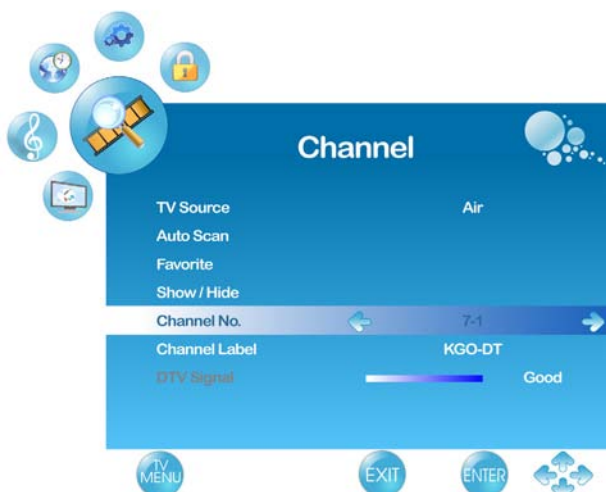 Channel
TV Source Air
Auto Scan
Favorite
Show / Hide
Channel No. 7-1
Channel Label KGO-DT
DTV Signal Good
TV
MENU EXIT ENTER